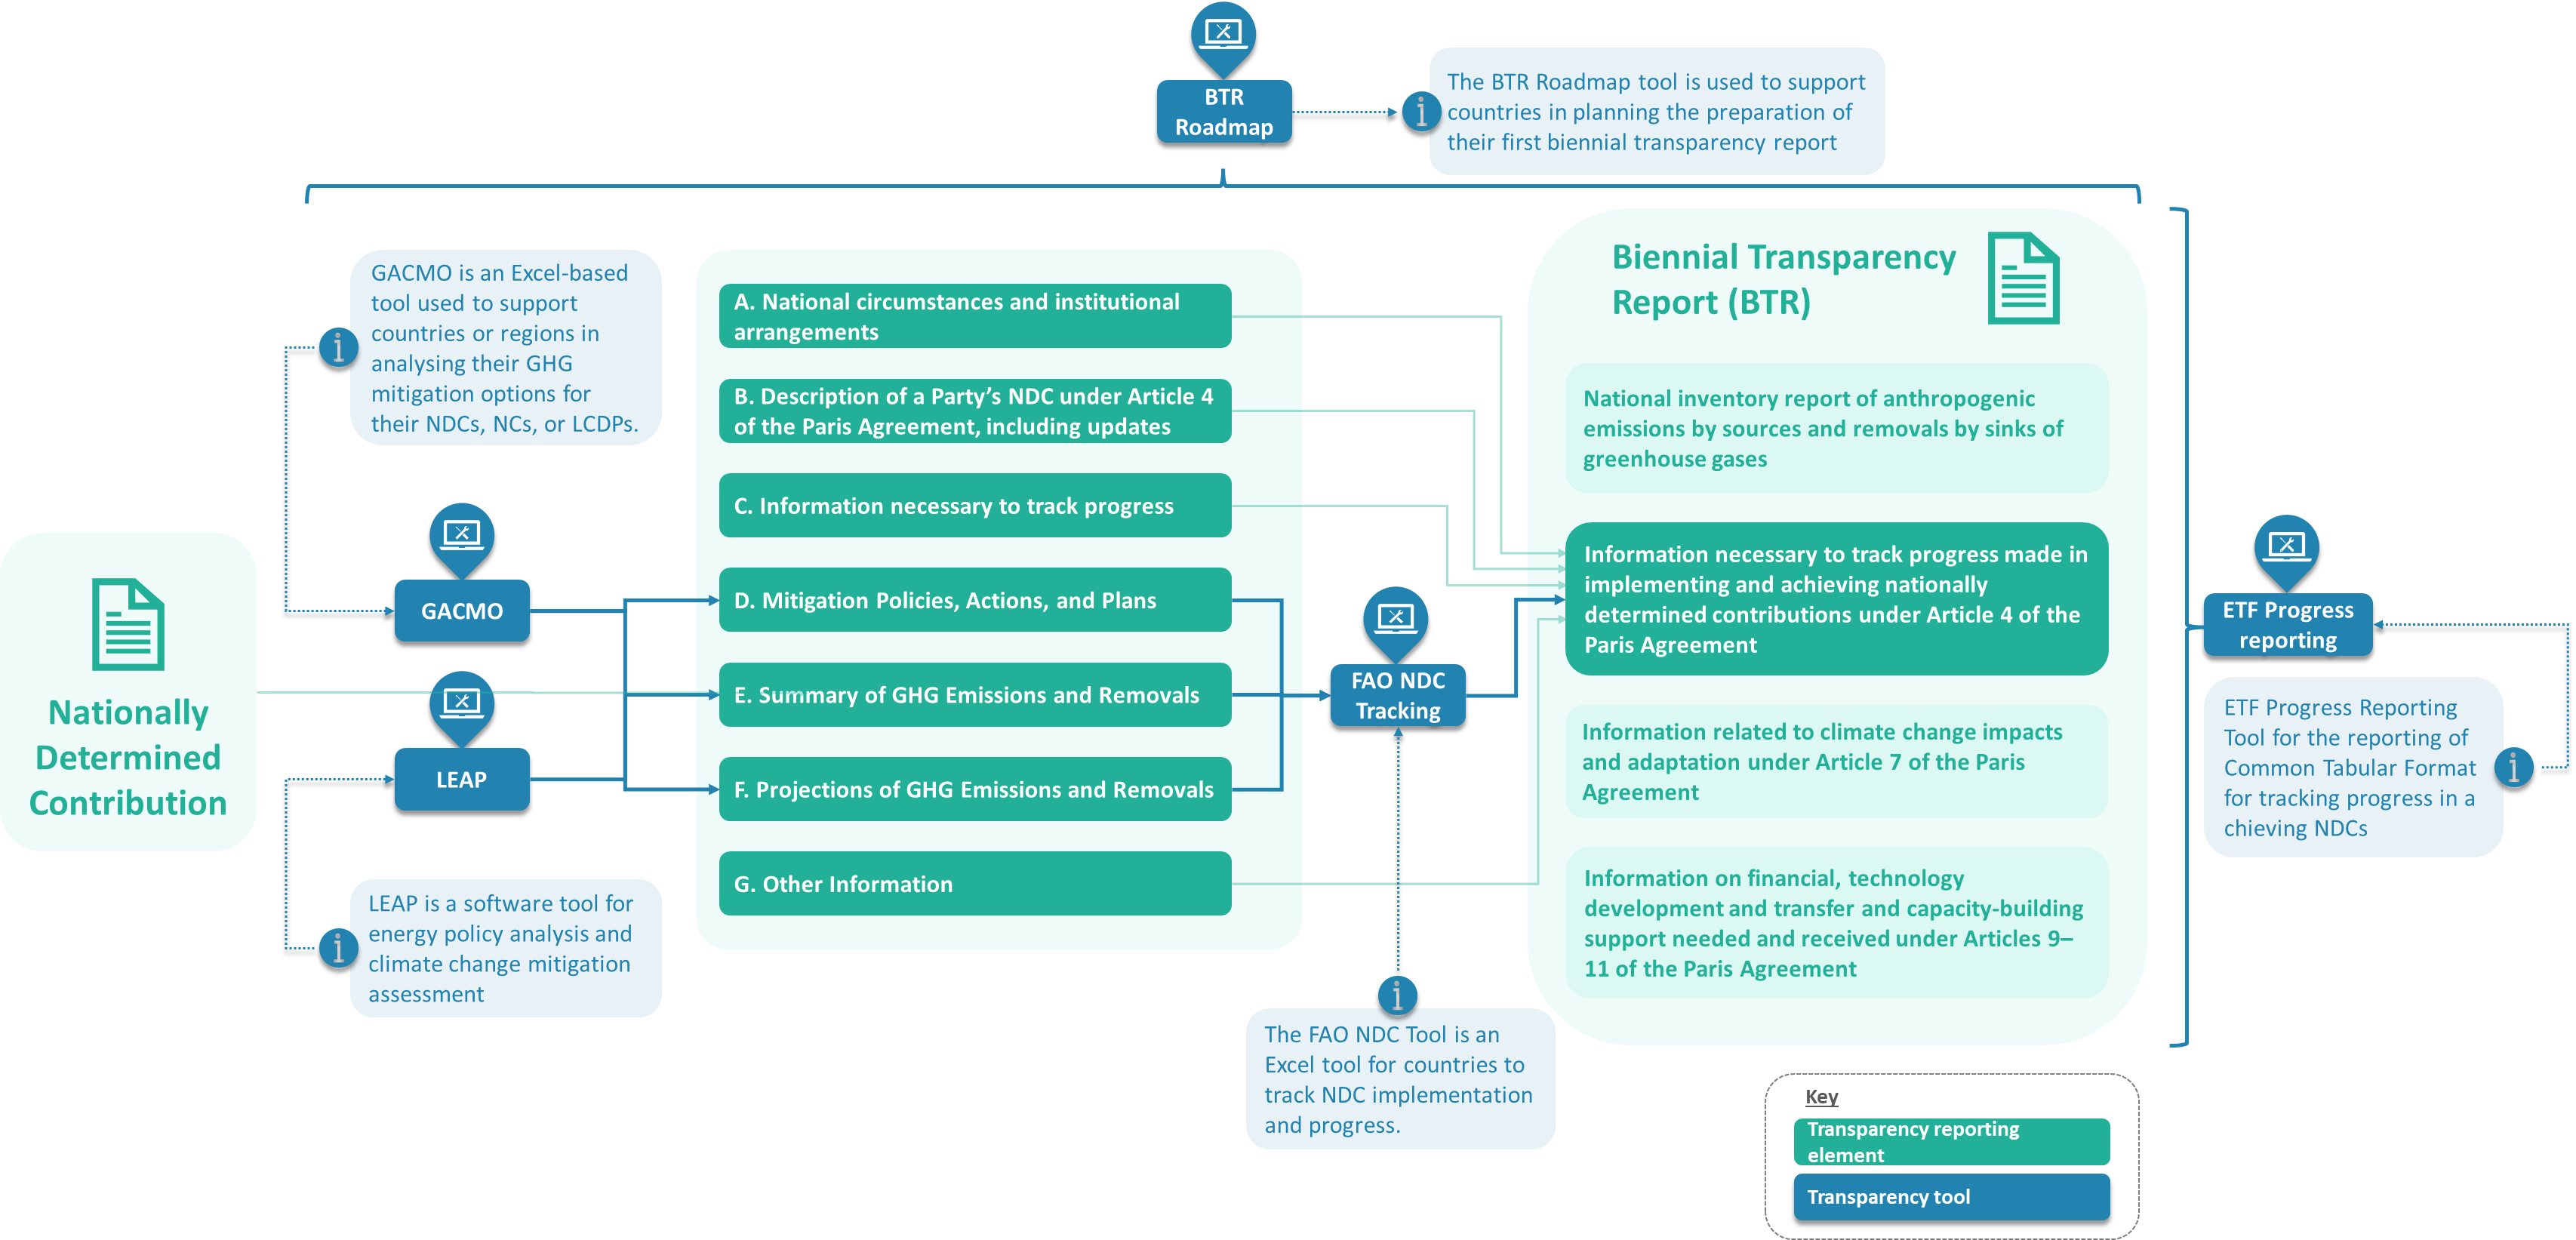 BTR
Roadmap
The BTR Roadmap tool is used to support
countries in planning the preparation of
their first biennial transparency report
GACMO is an Excel-based
tool used to support
countries or regions in
analysing their GHG
mitigation options for
their NDCs, NCs, or LCDPs.
GACMO
Nationally
Determined
Contribution
LEAP
LEAP is a software tool for
energy policy analysis and
climate change mitigation
assessment
A. National circumstances and institutional
arrangements
B. Description of a Party’s NDC under Article 4
of the Paris Agreement, including updates
C. Information necessary to track progress
D. Mitigation Policies, Actions, and Plans
E. Summary of GHG Emissions and Removals
F. Projections of GHG Emissions and Removals
G. Other Information
FAO NDC
Tracking
The FAO NDC Tool is an
Excel tool for countries to
track NDC implementation
and progress.
Biennial Transparency
Report (BTR)
National inventory report of anthropogenic
emissions by sources and removals by sinks of
greenhouse gases
Information necessary to track progress made in
implementing and achieving nationally
determined contributions under Article 4 of the
Paris Agreement
Information related to climate change impacts
and adaptation under Article 7 of the Paris
Agreement
Information on financial, technology
development and transfer and capacity-building
support needed and received under Articles 9–
11 of the Paris Agreement
ETF Progress
reporting
ETF Progress Reporting
Tool for the reporting of
Common Tabular Format
for tracking progress in a
chieving NDCs
Key
Transparency reporting
element
Transparency tool